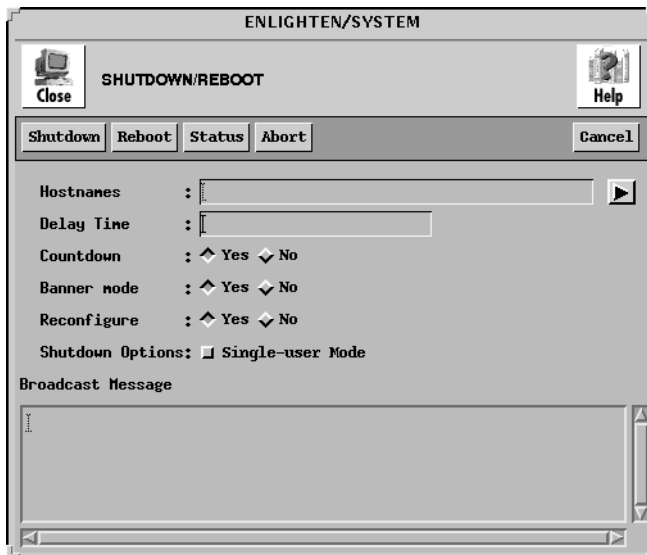 ENLIGHTEN/SYSTEM
Close
SHUTDOWN/REBOOT
Help
Shutdown Reboot Status Abort Cancel
Hostnames :
Delay Time :
Countdown : Yes No
Banner mode : Yes No
Reconfigure : Yes No
Shutdown Options: Single-user Mode
Broadcast Message